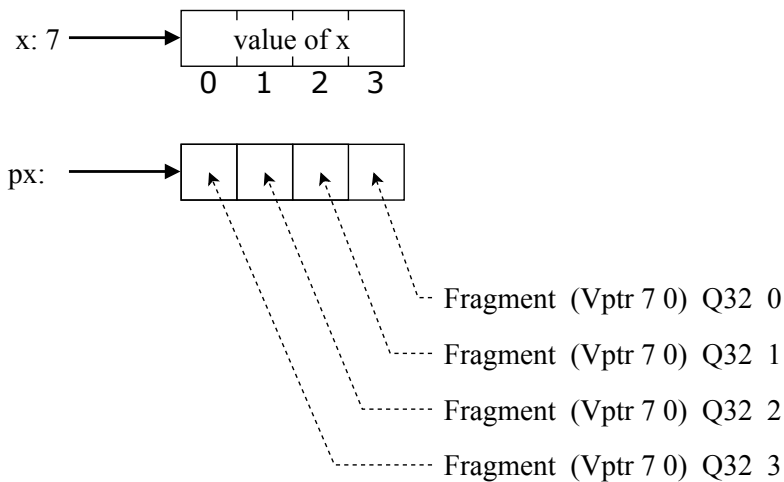 x: 7 value of x
0 1 2 3
px:
Fragment (Vptr 7 0) Q32 0
Fragment (Vptr 7 0) Q32 1
Fragment (Vptr 7 0) Q32 2
Fragment (Vptr 7 0) Q32 3